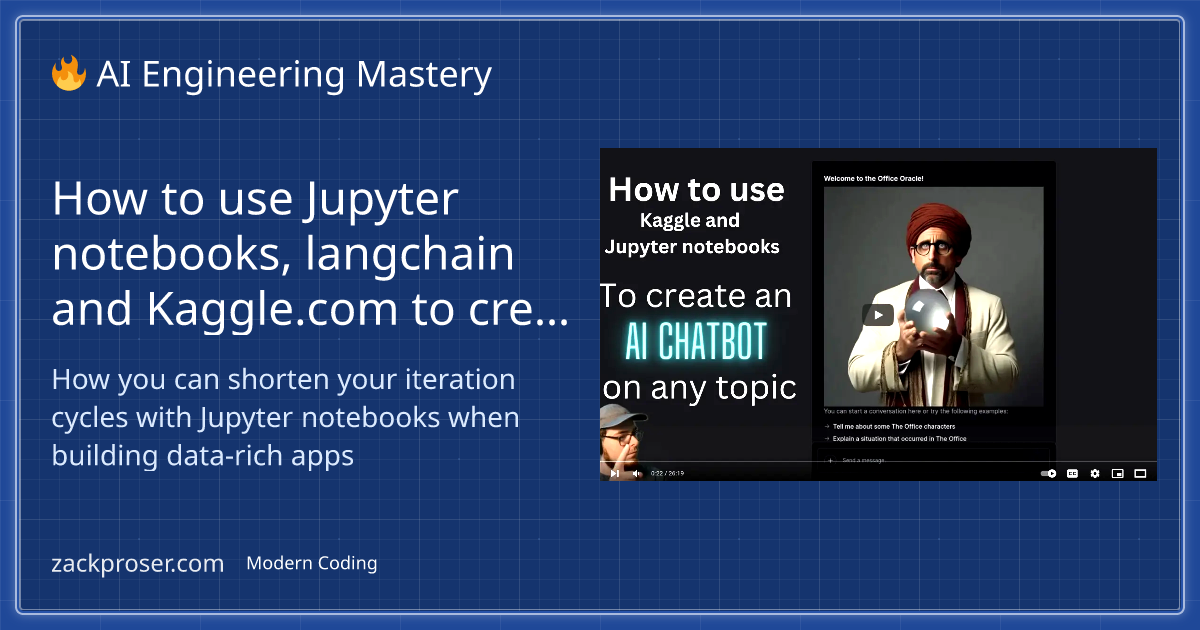 AI Engineering Mastery
How to use Jupyter
notebooks, langchain
and Kaggle.com to cre...
How you can shorten your iteration
cycles with Jupyter notebooks when
building data-rich apps
zackproser.com Modern Coding
How to use
Kaggle and
Jupyter notebooks
To create an
AI CHATBOT
on any topic
Welcome to the Office Oracle!
You can start a conversation here or try the following examples:
→ Tell me about some The Office characters
→ Explain a situation that occurred in The Office
+ Send a message.
0:22 / 26:19
CC